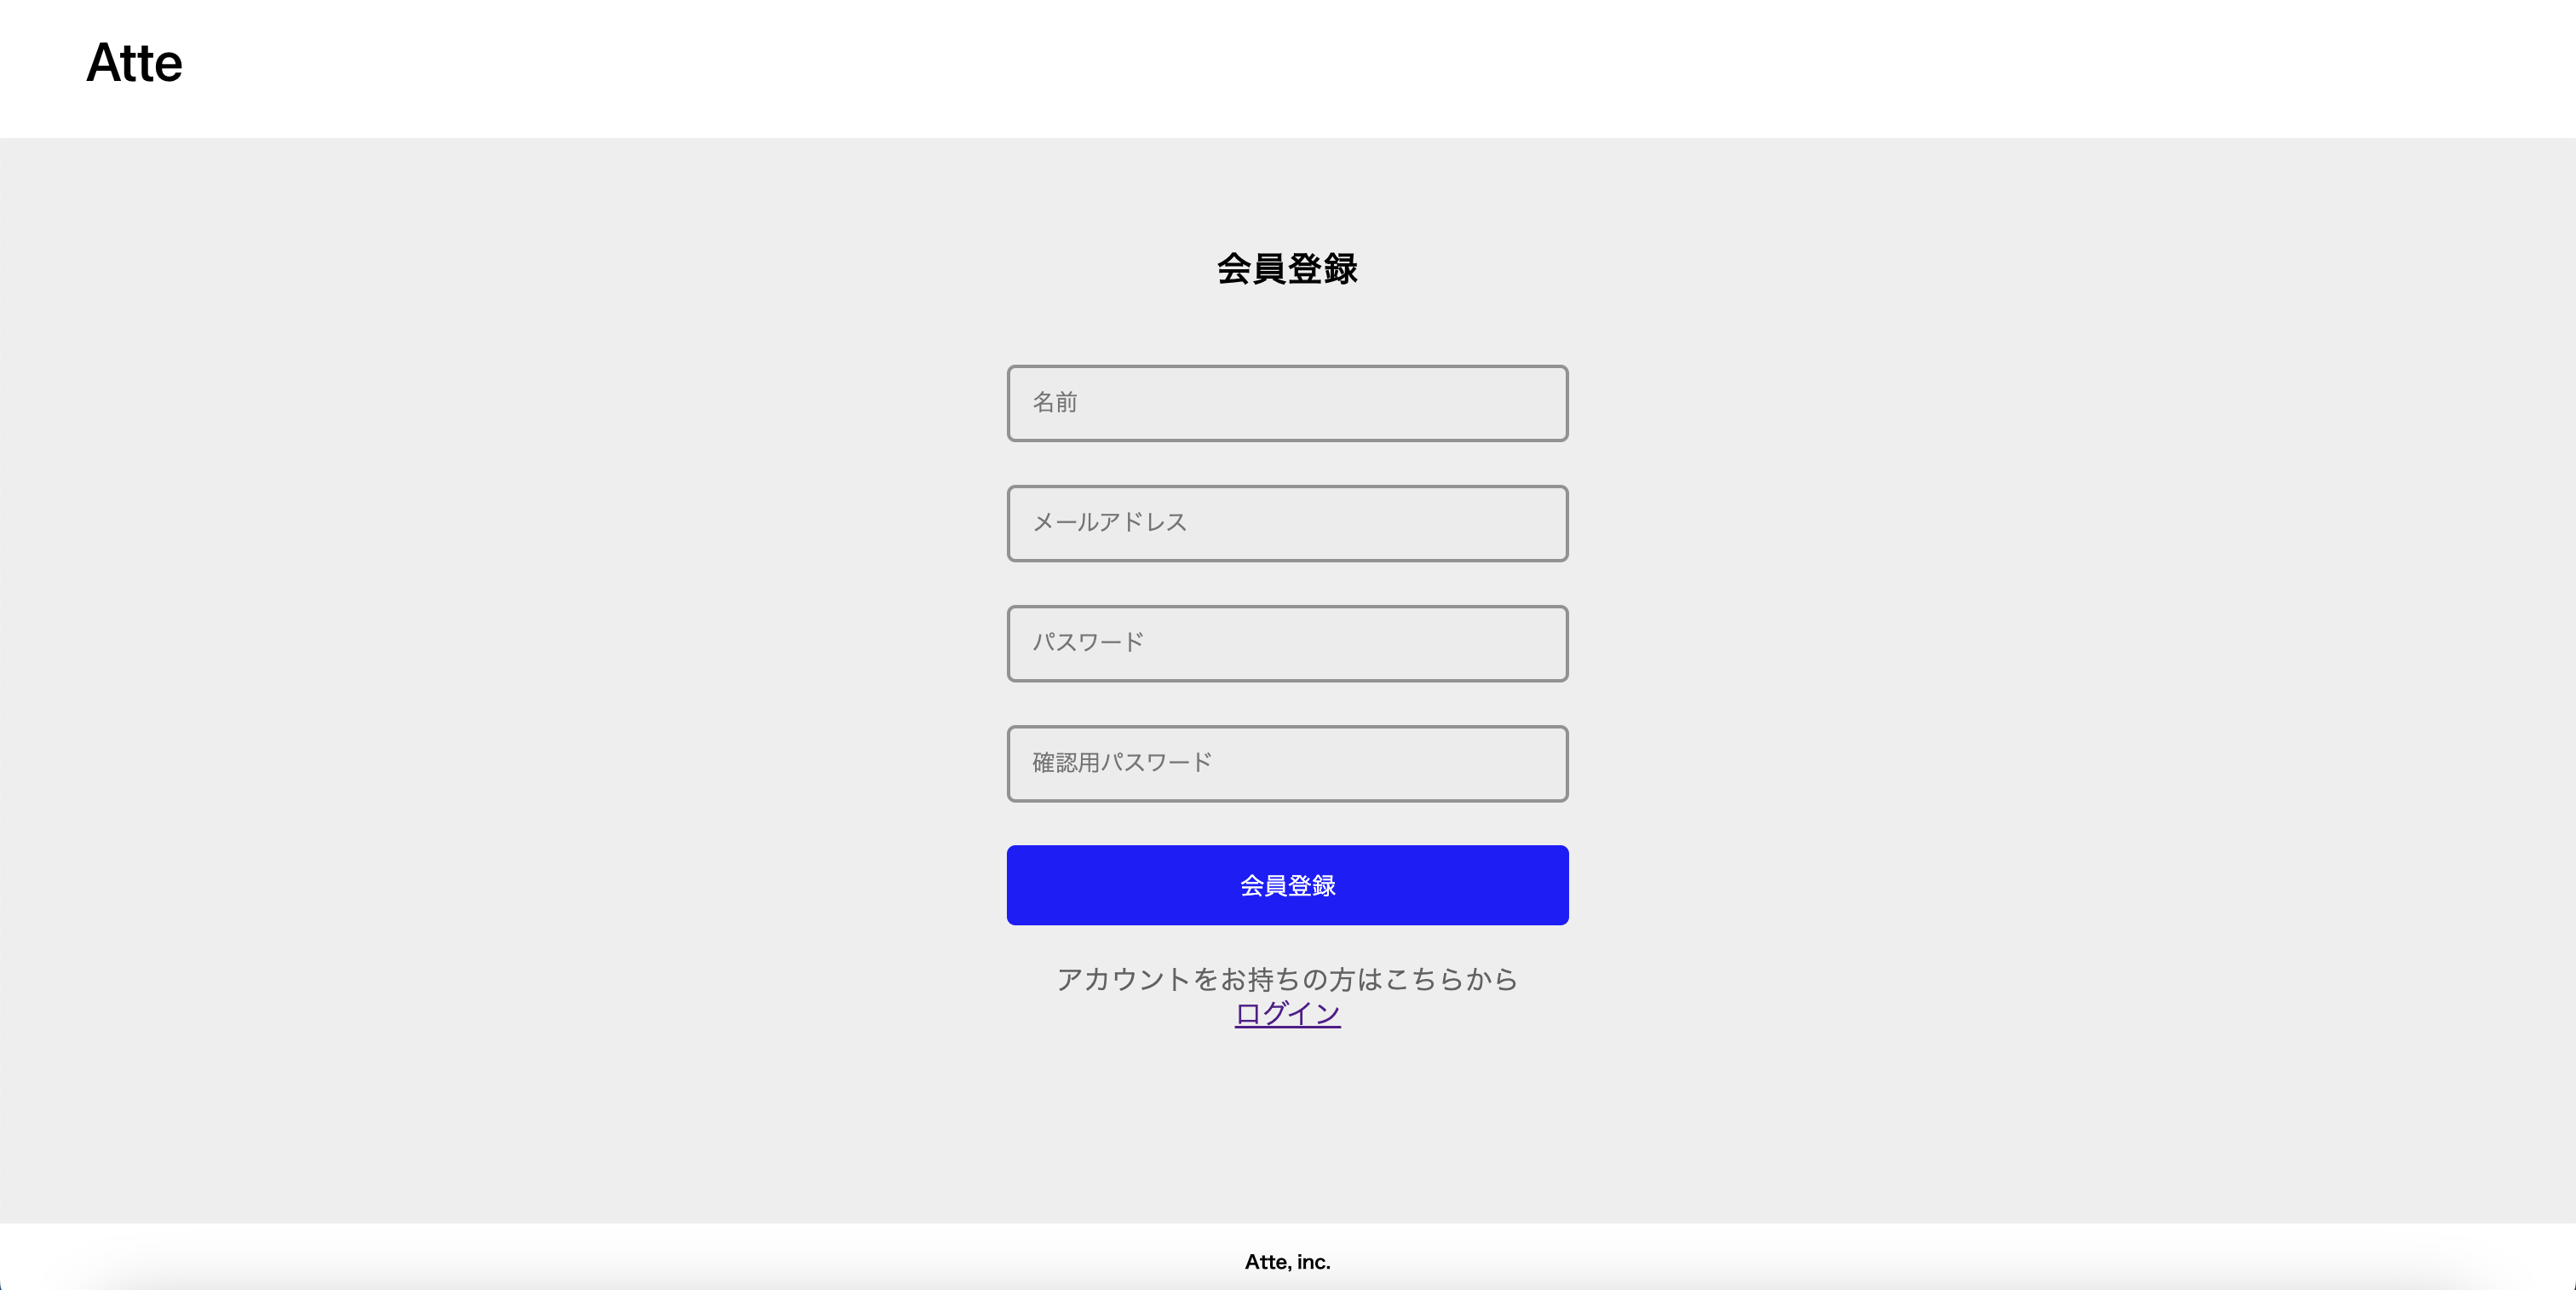 Atte
会員登録
名前
メールアドレス
パスワード
確認用パスワード
会員登録
アカウントをお持ちの方はこちらから
ログイン
Atte, inc.